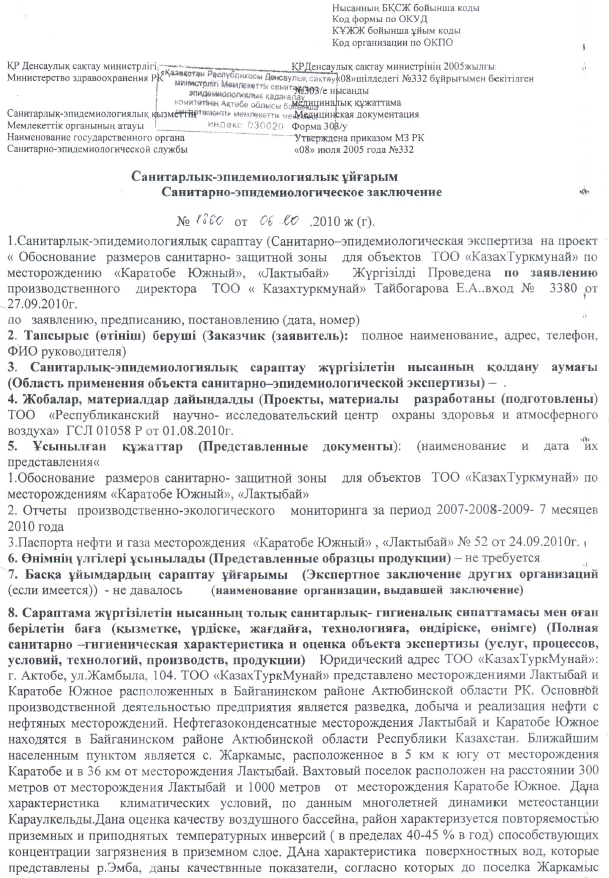 Нысанның БҚСЖ бойынша коды
Код формы по ОКУД
КҰЖЖ бойынша ұйым коды
Код организации по ОКПО
ҚР Денсаулық сақтау министрлігі
Министерство здравоохранения РК
Қазақстан Республикасы Денсаулық сақтау
министрлігі Мемлекеттік санитарлық
эпидемиологиялық қадағалау
комитетінің Ақтөбе облысы бойынша
департаменті» мемлекеттік мекемесі
индекс 030020
ҚРДенсаулық сақтау министрінің 2005жылғы
«08»шілдедегі №332 бұйрығымен бекітілген
№303/е нысанды
медициналық құжаттама
Санитарлық-эпидемиологиялық қызметтің
Медицинская документация
Мемлекеттік органының атауы
Форма 303/у
Наименование государственного органа
Утверждена приказом МЗ РК
Санитарно-эпидемиологической службы
«08» июля 2005 года №332
Санитарлық-эпидемиологиялық ұйғарым
Санитарно-эпидемиологическое заключение
№ 1860 от 06 10 .2010 ж (г).
1.Санитарлық-эпидемиологиялық сараптау (Санитарно–эпидемиологическая экспертиза на проект
« Обоснование размеров санитарно- защитной зоны для объектов ТОО «КазахТуркмунай» по
месторождению «Каратобе Южный», «Лактыбай» Жүргізілді Проведена по заявлению
производственного директора ТОО « Казахтуркмунай» Тайбогарова Е.А..вход № 3380 от
27.09.2010г.
по заявлению, предписанию, постановлению (дата, номер)
2. Тапсырыс (өтініш) беруші (Заказчик (заявитель): полное наименование,, адрес, телефон,
ФИО руководителя)
3. Санитарлық-эпидемиологиялық сараптау жүргізілетін нысанның қолдану аумағы
(Область применения объекта санитарно–эпидемиологической экспертизы) – .
4. Жобалар, материалдар дайындалды (Проекты, материалы разработаны (подготовлены)
ТОО «Республиканский научно- исследовательский центр охраны здоровья и атмосферного
воздуха» ГСЛ 01058 Р от 01.08.2010г.
5. Ұсынылған құжаттар (Представленные документы): (наименование и дата их
представления«
1.Обоснование размеров санитарно- защитной зоны для объектов ТОО «КазахТуркмунай» по
месторождениям «Каратобе Южный», «Лактыбай»
2. Отчеты производственно-экологического мониторинга за период 2007-2008-2009- 7 месяцев
2010 года
3.Паспорта нефти и газа месторождения «Каратобе Южный» , «Лактыбай» № 52 от 24.09.2010г.
6. Өнімнің үлгілері ұсынылады (Представленные образцы продукции) – не требуется
7. Басқа ұйымдардың сараптау ұйғарымы (Экспертное заключение других организаций
(если имеется)) - не давалось (наименование организации, выдавшей заключение)
8. Сараптама жүргізілетін нысанның толық санитарлық- гигиеналық сипаттамасы мен оған
берілетін баға (қызметке, үрдіске, жағдайға, технологияға, өндіріске, өнімге) (Полная
санитарно –гигиеническая характеристика и оценка объекта экспертизы (услуг, процессов,
условий, технологий, производств, продукции) Юридический адрес ТОО «КазахТуркМунай»:
г. Актобе, ул.Жамбыла, 104. ТОО «КазахТуркМунай» представлено месторождениями Лактыбай и
Каратобе Южное расположенных в Байганинском районе Актюбинской области РК. Основной
производственной деятельностью предприятия является разведка, добыча и реализация нефти с
нефтяных месторождений. Нефтегазоконденсатные месторождения Лактыбай и Каратобе Южное
находятся в Байганинском районе Актюбинской области Республики Казахстан. Ближайшим
населенным пунктом является с. Жаркамыс, расположенное в 5 км к югу от месторождения
Каратобе и в 36 км от месторождения Лактыбай. Вахтовый поселок расположен на расстоянии 300
метров от месторождения Лактыбай и 1000 метров от месторождения Каратобе Южное. Дана
характеристика климатических условий, по данным многолетней динамики метеостанции
Караулкельды.Дана оценка качеству воздушного бассейна, район характеризуется повторяемостью
приземных и приподнятых температурных инверсий ( в пределах 40-45 % в год) способствующих
концентрации загрязнения в приземном слое. ДАна характеристика поверхностных вод, которые
представлены р.Эмба, даны качественные показатели, согласно которых до поселка Жаркамыс